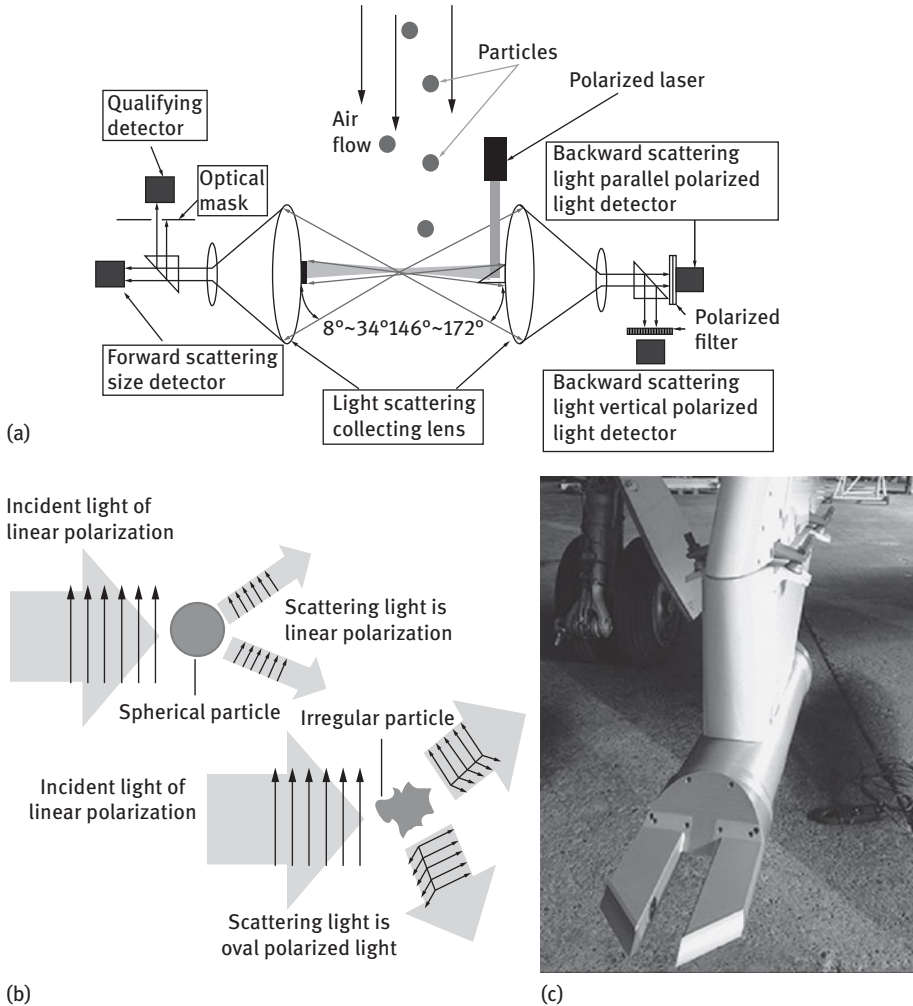 Particles
Polarized laser
Air
flow
Qualifying
detector
Optical
mask
Backward scattering
light parallel polarized
light detector
8°~34°146°~172°
Polarized
filter
Forward scattering
size detector
Light scattering
collecting lens
Backward scattering
light vertical polarized
light detector
(a)
Incident light of
linear polarization
Scattering light is
linear polarization
Spherical particle
Irregular particle
Incident light of
linear polarization
Scattering light is
oval polarized light
(b)
(c)